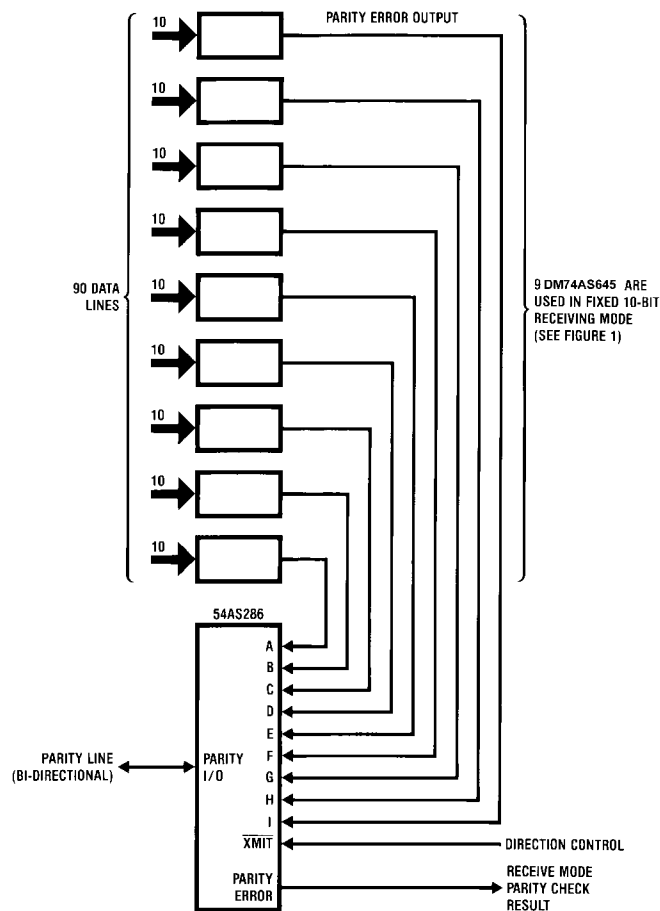 PARITY ERROR OUTPUT
10
10
10
10
10
10
10
10
10
90 DATA
LINES
9 DM74AS645 ARE
USED IN FIXED 10-BIT
RECEIVING MODE
(SEE FIGURE 1)
54AS286
A
B
C
D
E
F
G
H
I
XMIT
PARITY
I/O
PARITY
ERROR
PARITY LINE
(BI-DIRECTIONAL)
DIRECTION CONTROL
RECEIVE MODE
PARITY CHECK
RESULT